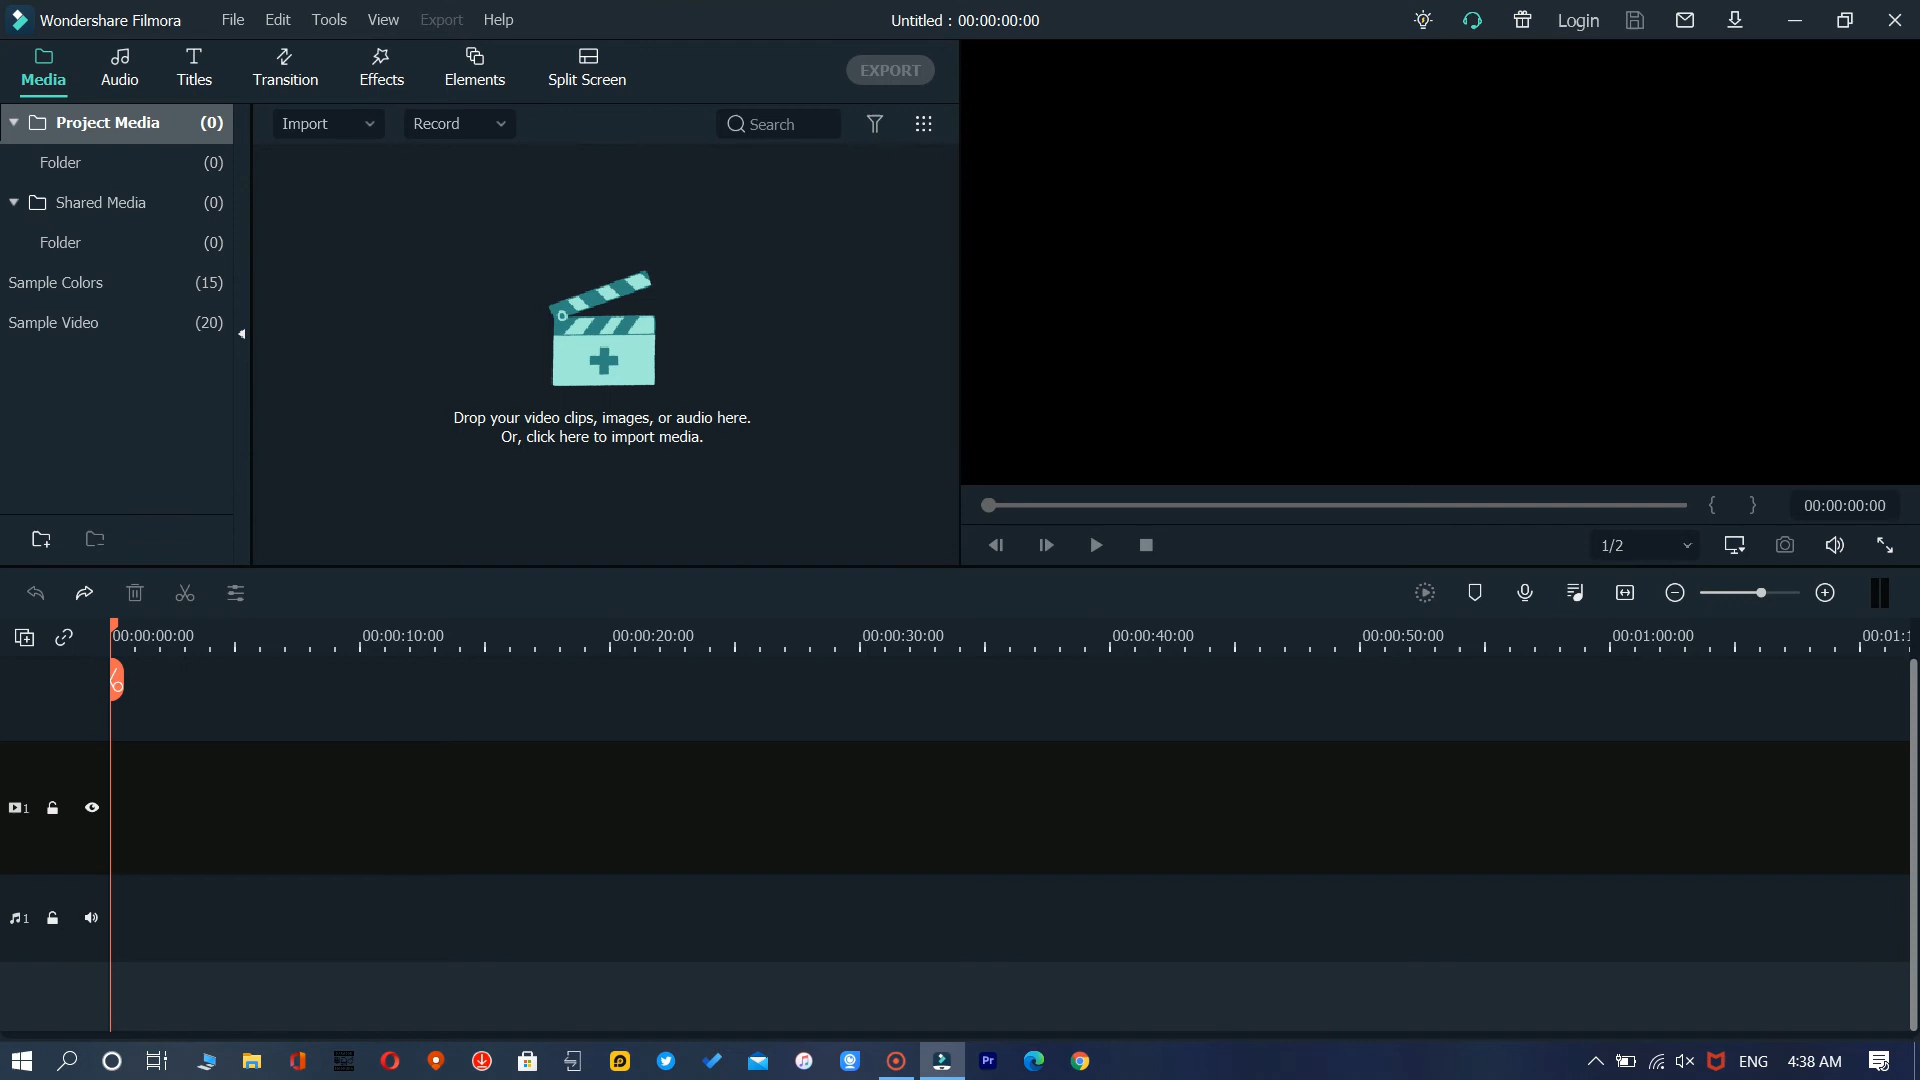 Wondershare Filmora
File Edit Tools View Export Help
Untitled : 00:00:00:00
Login
Media Audio Titles Transition Effects Elements Split Screen
EXPORT
Project Media (0)
Folder (0)
Shared Media (0)
Folder (0)
Sample Colors (15)
Sample Video (20)
Import Record Search
Drop your video clips, images, or audio here.
Or, click here to import media.
{ } 00:00:00:00
1/2
00:00:00:00 00:00:10:00 00:00:20:00 00:00:30:00 00:00:40:00 00:00:50:00 00:01:00:00 00:01:1
1
1
Pr
ENG 4:38 AM